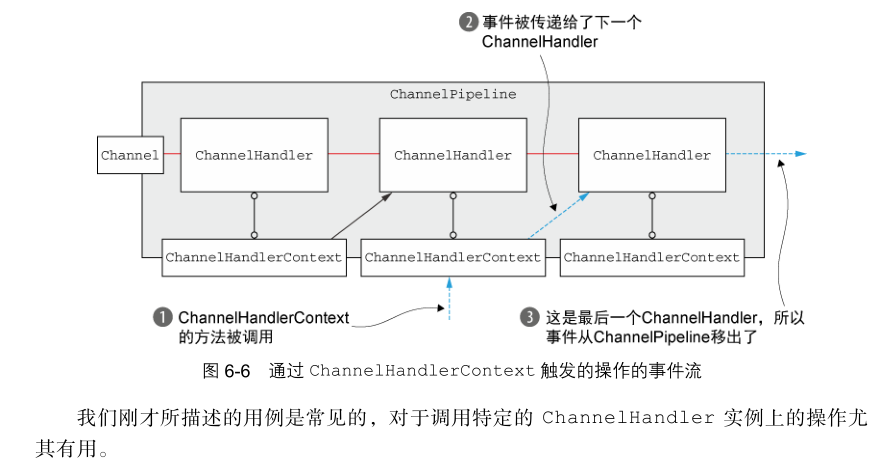 ❷ 事件被传递给了下一个
ChannelHandler
ChannelPipeline
Channel
ChannelHandler
ChannelHandler
ChannelHandler
ChannelHandlerContext
ChannelHandlerContext
ChannelHandlerContext
❶ ChannelHandlerContext
的方法被调用
❸ 这是最后一个ChannelHandler，所以
事件从ChannelPipeline移出了
图 6-6 通过 ChannelHandlerContext 触发的操作的事件流
我们刚才所描述的用例是常见的，对于调用特定的 ChannelHandler 实例上的操作尤
其有用。